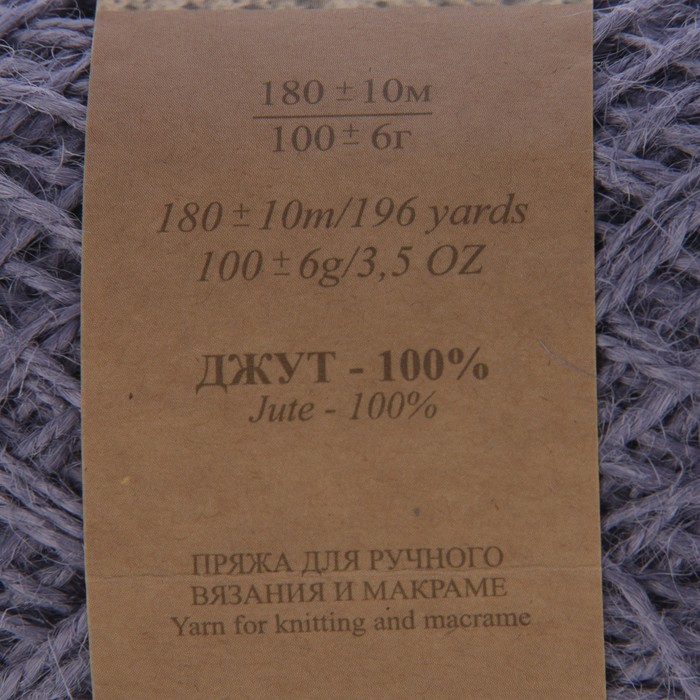 180 ± 10м
100 ± 6г
180 ± 10m/196 yards
100 ± 6g/3,5 OZ
ДЖУТ - 100%
Jute - 100%
ПРЯЖА ДЛЯ РУЧНОГО
ВЯЗАНИЯ И МАКРАМЕ
Yarn for knitting and macrame